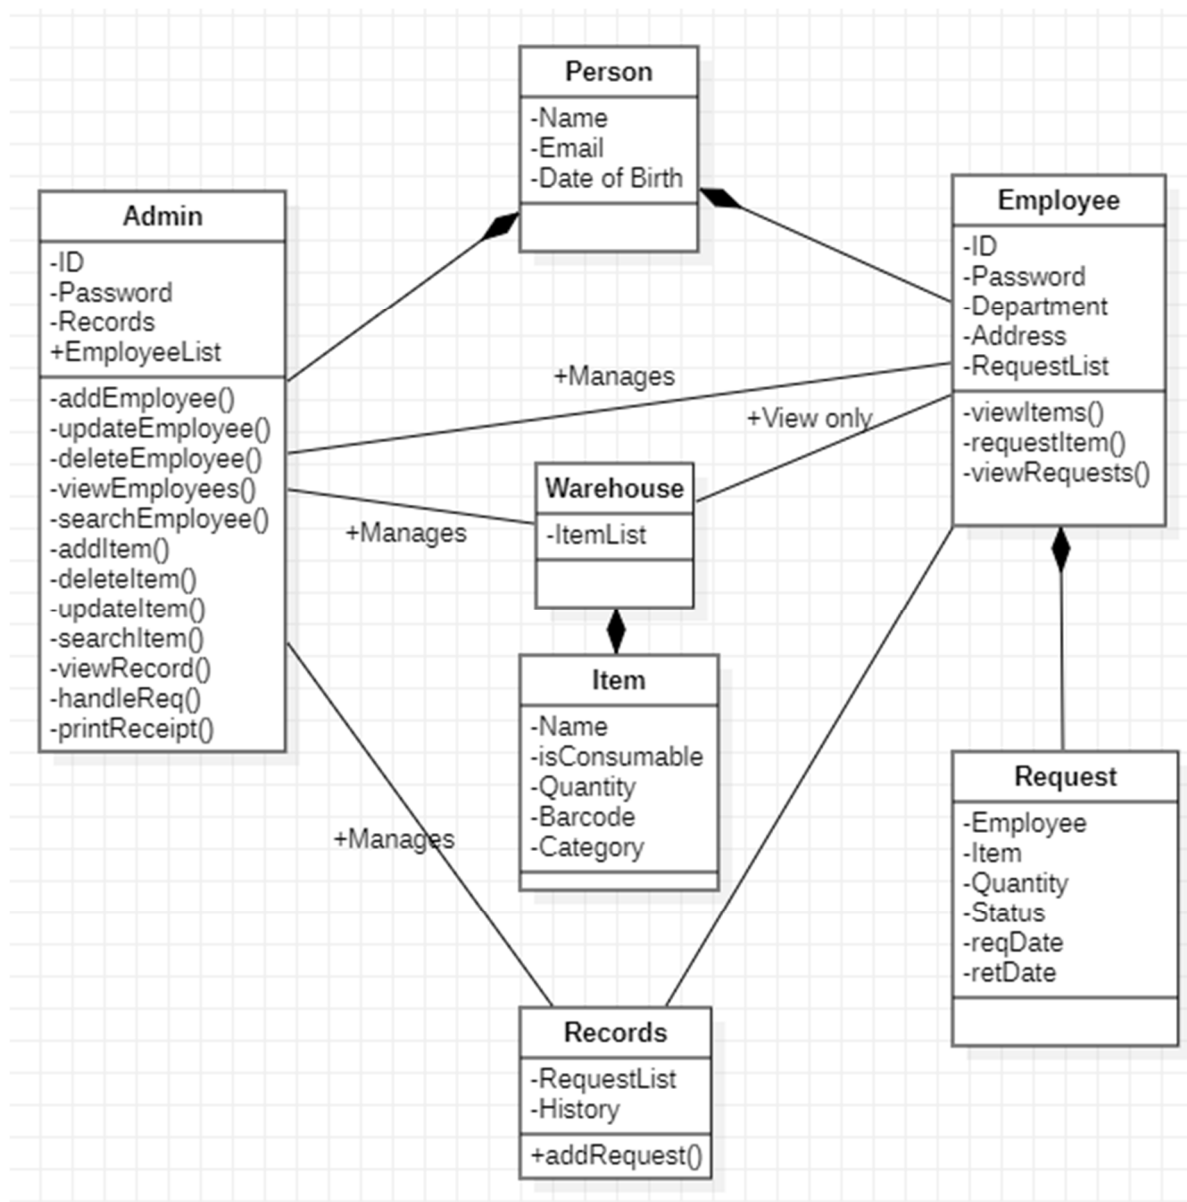 Person
-Name
-Email
-Date of Birth
Admin
-ID
-Password
-Records
+EmployeeList
-addEmployee()
-updateEmployee()
-deleteEmployee()
-viewEmployees()
-searchEmployee()
-addItem()
-deleteItem()
-updateItem()
-searchItem()
-viewRecord()
-handleReq()
-printReceipt()
Employee
-ID
-Password
-Department
-Address
-RequestList
-viewItems()
-requestItem()
-viewRequests()
+Manages
+View only
+Manages
Warehouse
-ItemList
Item
-Name
-isConsumable
-Quantity
-Barcode
-Category
+Manages
Request
-Employee
-Item
-Quantity
-Status
-reqDate
-retDate
Records
-RequestList
-History
+addRequest()